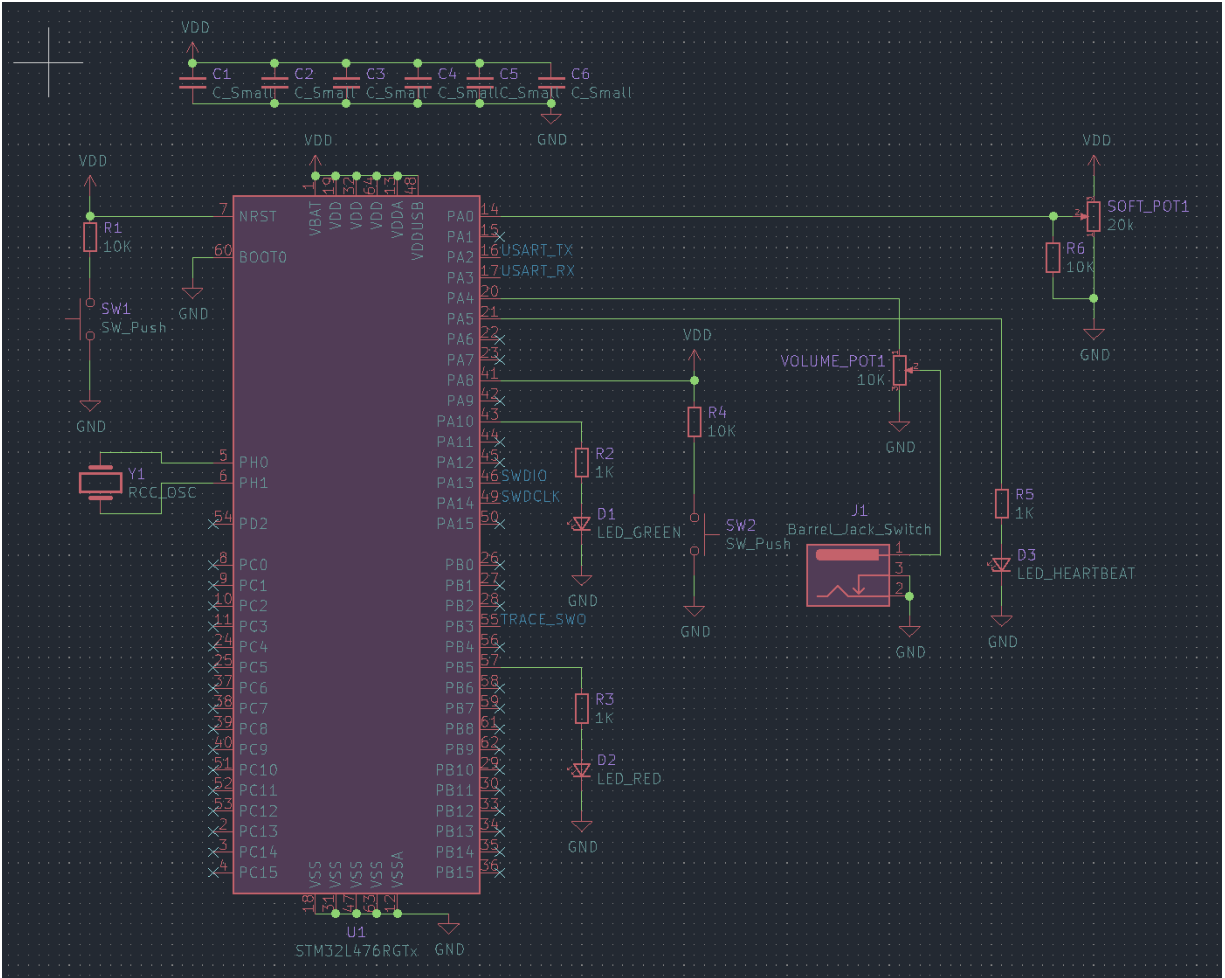 VDD
C1
C2
C3
C4
C5
C6
C_Small
C_Small
C_Small
C_Small
C_Small
C_Small
GND
VDD
R1
10K
SW1
SW_Push
GND
GND
VDD
1
19
32
64
13
48
VBAT
VDD
VDD
VDD
VDDA
VDDUSB
7 NRST
60 BOOT0
5 PH0
6 PH1
54 PD2
8 PC0
9 PC1
10 PC2
11 PC3
24 PC4
25 PC5
37 PC6
38 PC7
39 PC8
40 PC9
51 PC10
52 PC11
53 PC12
2 PC13
3 PC14
4 PC15
Y1
RCC_OSC
PA0 14
PA1 15
PA2 16 USART_TX
PA3 17 USART_RX
PA4 20
PA5 21
PA6 22
PA7 23
PA8 41
PA9 42
PA10 43
PA11 44
PA12 45
PA13 46 SWDIO
PA14 49 SWDCLK
PA15 50
PB0 26
PB1 27
PB2 28
PB3 55 TRACE_SWO
PB4 56
PB5 57
PB6 58
PB7 59
PB8 61
PB9 62
PB10 29
PB11 30
PB12 33
PB13 34
PB14 35
PB15 36
VSS
VSS
VSS
VSS
VSSA
18
31
47
63
12
U1
STM32L476RGTx
GND
R2
1K
D1
LED_GREEN
GND
R3
1K
D2
LED_RED
GND
VDD
R4
10K
SW2
SW_Push
GND
VOLUME_POT1
10K
2
GND
J1
Barrel_Jack_Switch
1
3
2
GND
R5
1K
D3
LED_HEARTBEAT
GND
VDD
SOFT_POT1
20k
2
R6
10K
GND